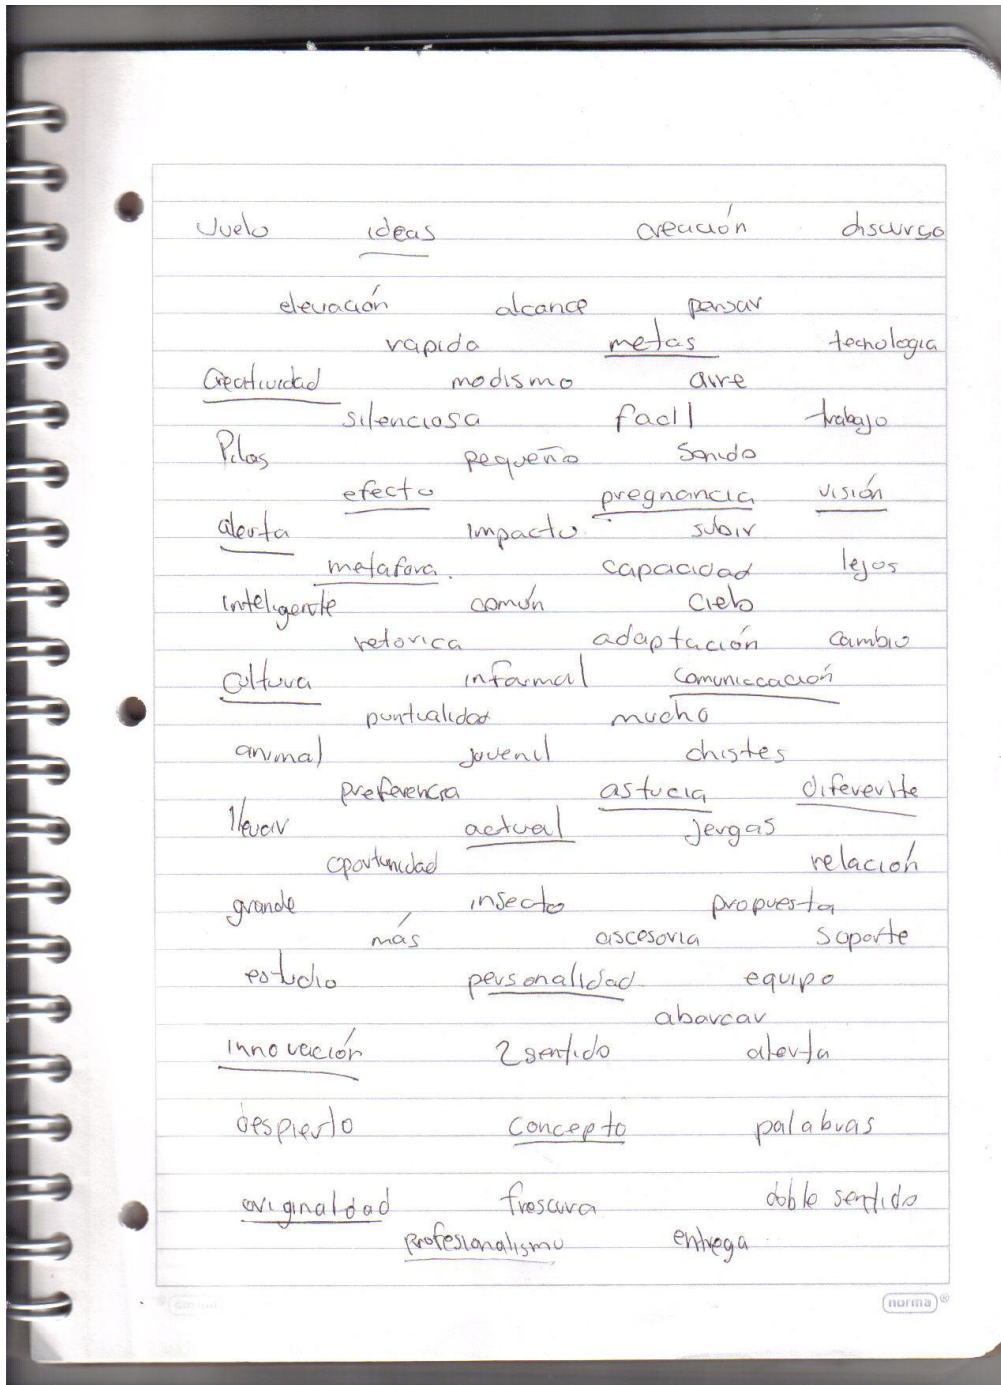 vuelo ideas creación discurso
elevación alcance pensar
rapida metas tecnologia
Creatividad modismo aire
silenciosa facil trabajo
Pilas pequeño Sonido
efecto pregnancia visión
alerta impacto subir
metafora. capacidad lejos
inteligente común cielo
retorica adaptación cambio
cultura informal comuniccación
puntualidad mucho
animal juvenil chistes
preferencia astucia diferente
llevar actual jergas
oportunidad relación
grande insecto propuesta
más ascesoria soporte
estudio personalidad equipo
abarcar
innovación 2 sentido alerta
despierto concepto palabras
originaldad frescura doble sentido
profesionalismo entrega
norma®